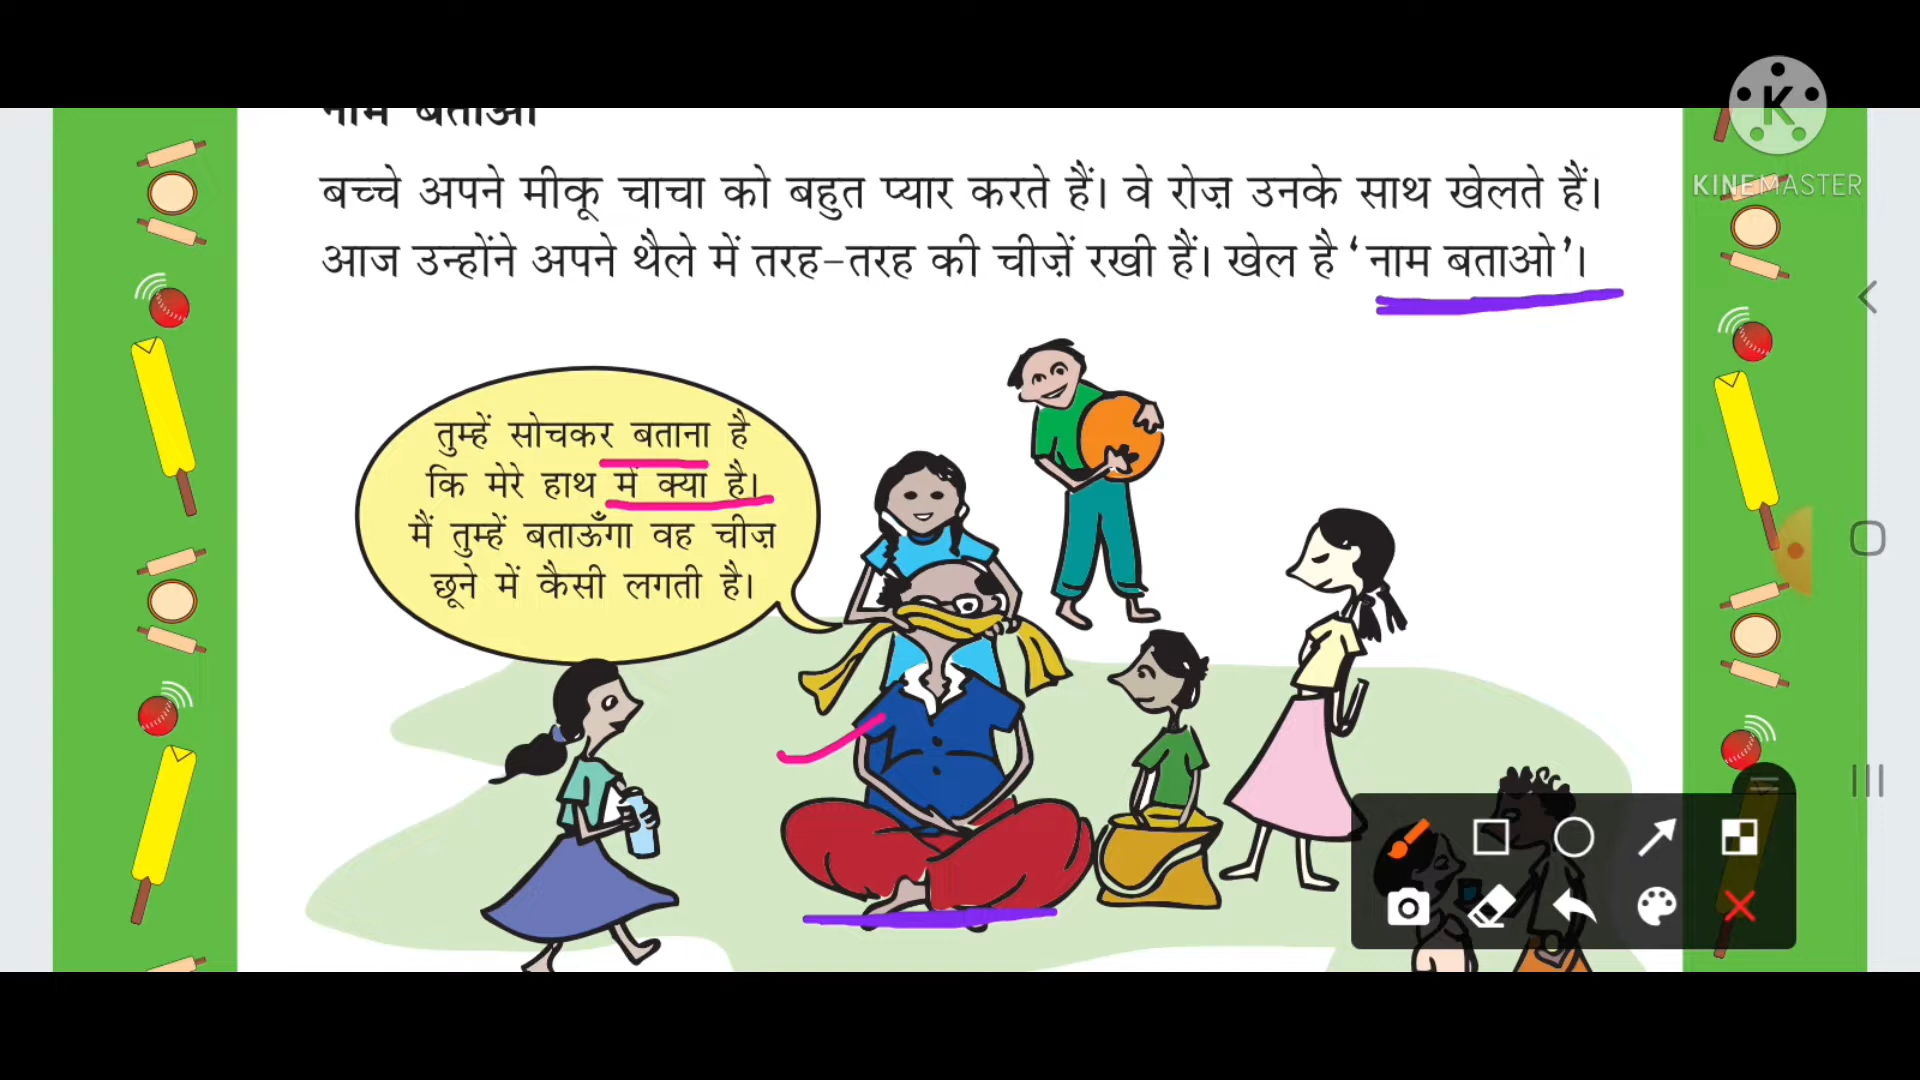 नाम बताओ
बच्चे अपने मीकू चाचा को बहुत प्यार करते हैं। वे रोज़ उनके साथ खेलते हैं।
आज उन्होंने अपने थैले में तरह-तरह की चीज़ें रखी हैं। खेल है ‘नाम बताओ’।
तुम्हें सोचकर बताना है
कि मेरे हाथ में क्या है।
मैं तुम्हें बताऊँगा वह चीज़
छूने में कैसी लगती है।
K
KINEMASTER